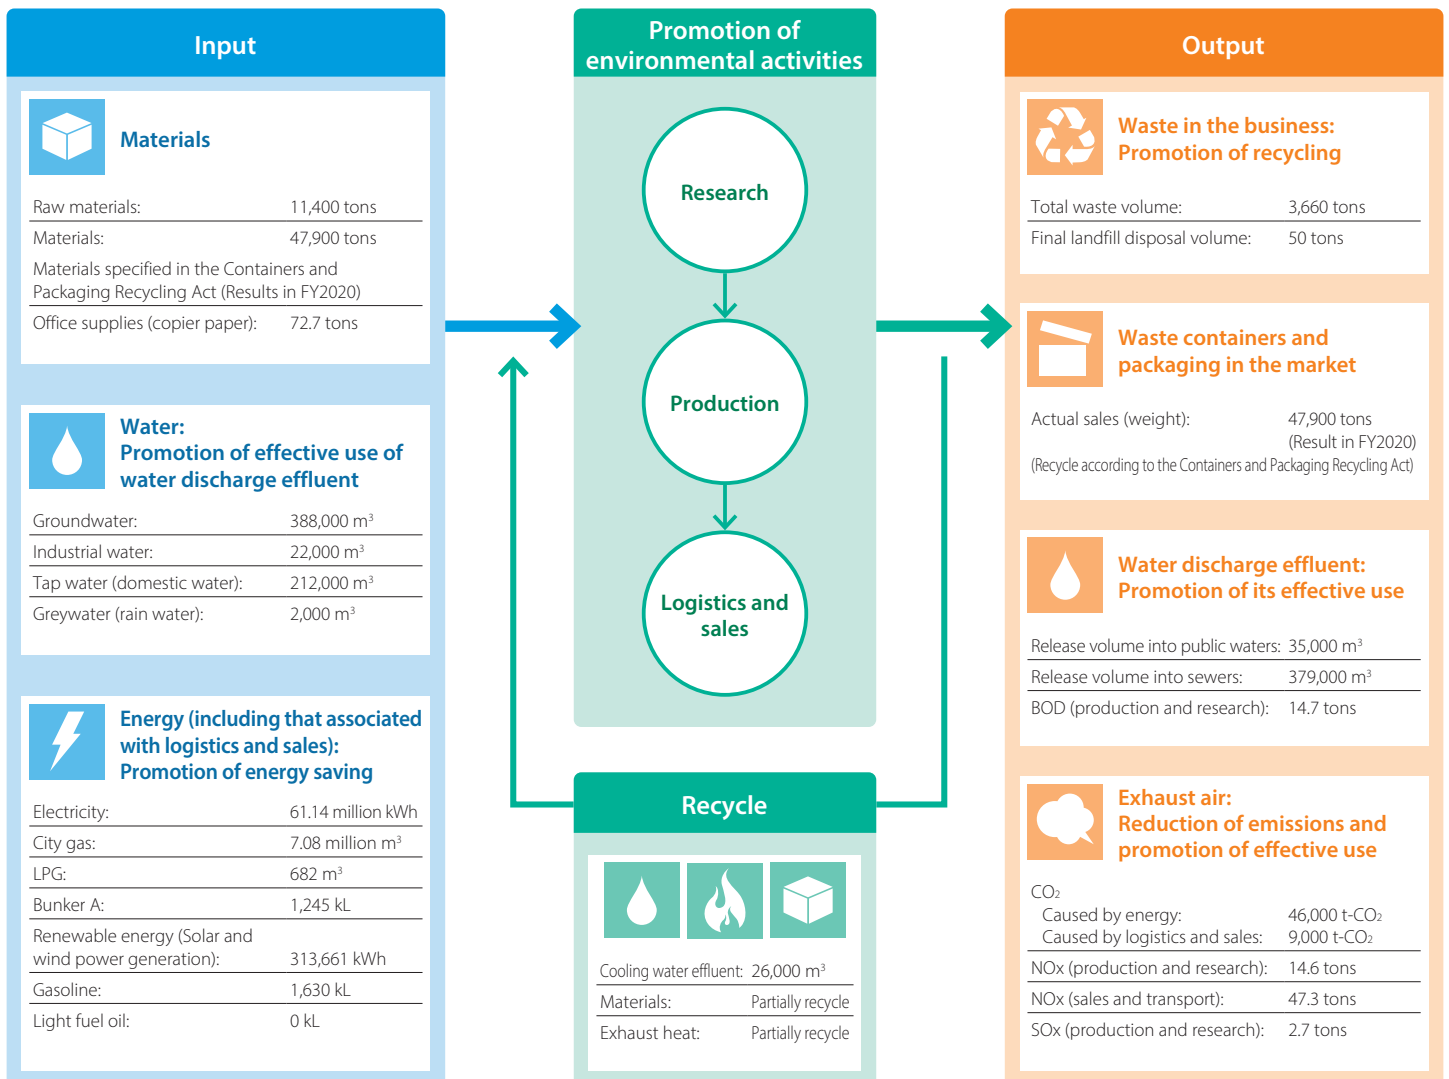 Input
Materials
Raw materials: 11,400 tons
Materials: 47,900 tons
Materials specified in the Containers and
Packaging Recycling Act (Results in FY2020)
Office supplies (copier paper): 72.7 tons
Water:
Promotion of effective use of
water discharge effluent
Groundwater: 388,000 m³
Industrial water: 22,000 m³
Tap water (domestic water): 212,000 m³
Greywater (rain water): 2,000 m³
Energy (including that associated
with logistics and sales):
Promotion of energy saving
Electricity: 61.14 million kWh
City gas: 7.08 million m³
LPG: 682 m³
Bunker A: 1,245 kL
Renewable energy (Solar and
wind power generation): 313,661 kWh
Gasoline: 1,630 kL
Light fuel oil: 0 kL
Promotion of
environmental activities
Research
Production
Logistics and
sales
Recycle
Cooling water effluent: 26,000 m³
Materials: Partially recycle
Exhaust heat: Partially recycle
Output
Waste in the business:
Promotion of recycling
Total waste volume: 3,660 tons
Final landfill disposal volume: 50 tons
Waste containers and
packaging in the market
Actual sales (weight): 47,900 tons
(Result in FY2020)
(Recycle according to the Containers and Packaging Recycling Act)
Water discharge effluent:
Promotion of its effective use
Release volume into public waters: 35,000 m³
Release volume into sewers: 379,000 m³
BOD (production and research): 14.7 tons
Exhaust air:
Reduction of emissions and
promotion of effective use
CO₂
Caused by energy: 46,000 t-CO₂
Caused by logistics and sales: 9,000 t-CO₂
NOx (production and research): 14.6 tons
NOx (sales and transport): 47.3 tons
SOx (production and research): 2.7 tons